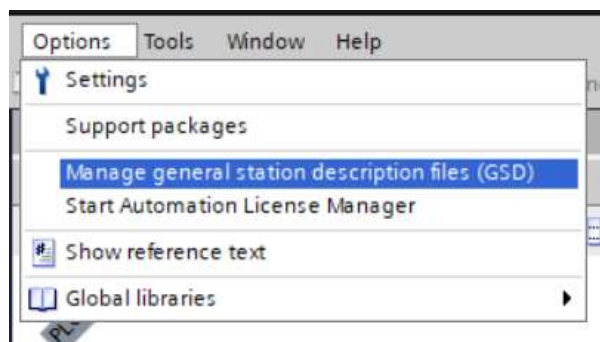 Options Tools Window Help
Settings
Support packages
Manage general station description files (GSD)
Start Automation License Manager
Show reference text
Global libraries